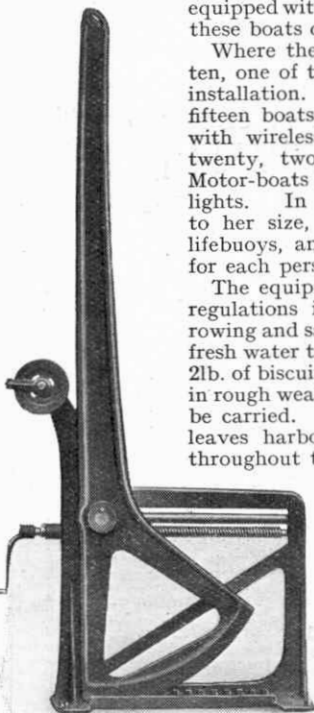 equipped wit
these boats
Where the
ten, one of t
installation.
fifteen boats
with wireles
twenty, two
Motor-boats
lights. In
to her size,
lifebuoys, an
for each pers
The equip
regulations i
rowing and s
fresh water t
2lb. of biscui
in rough wea
be carried.
leaves harbo
throughout t